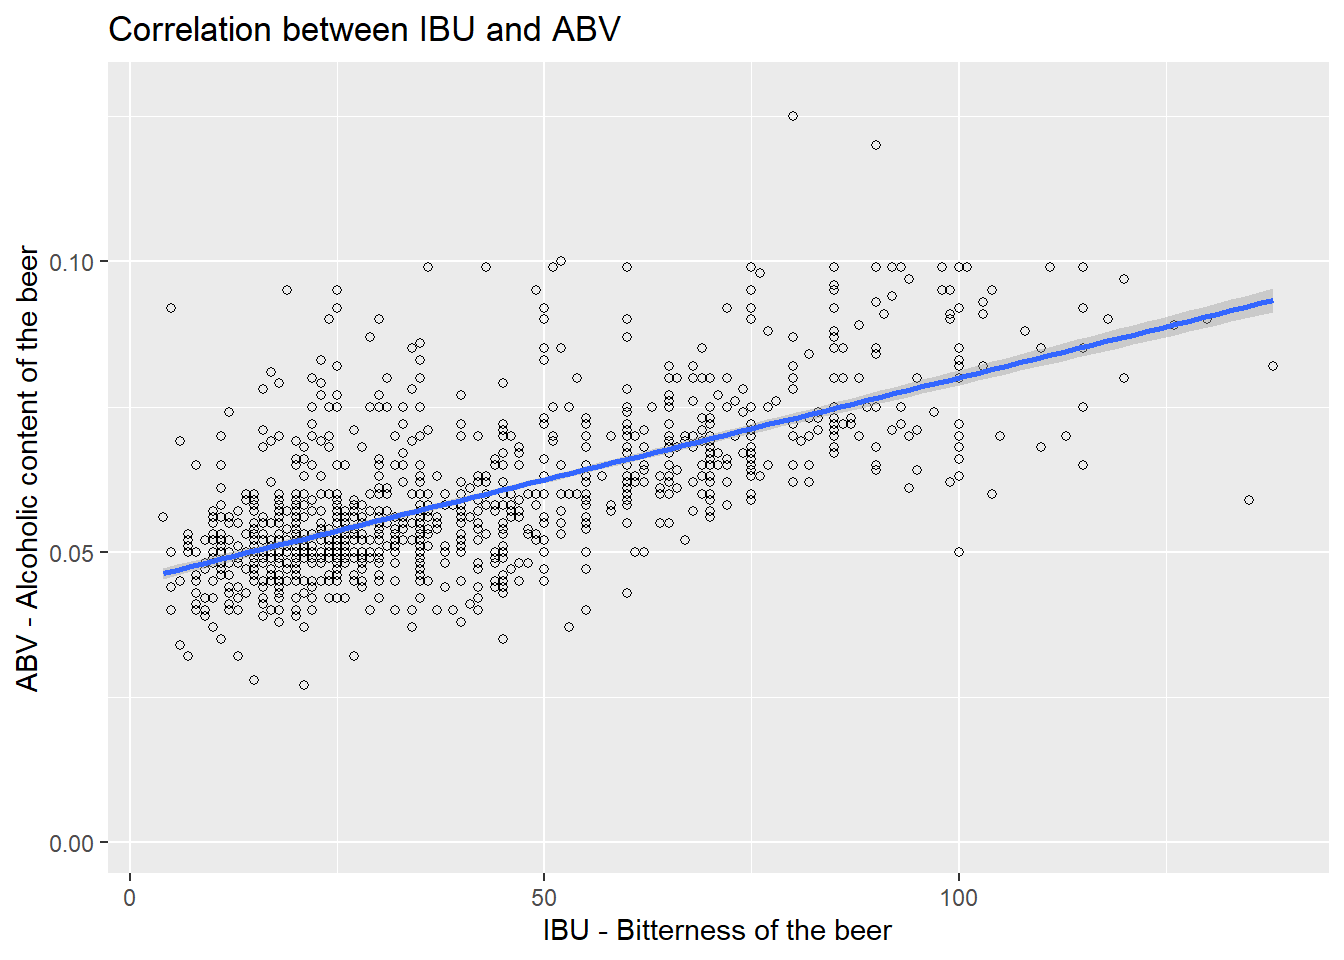 Correlation between IBU and ABV
ABV - Alcoholic content of the beer
0.10
0.05
0.00
0
50
100
IBU - Bitterness of the beer